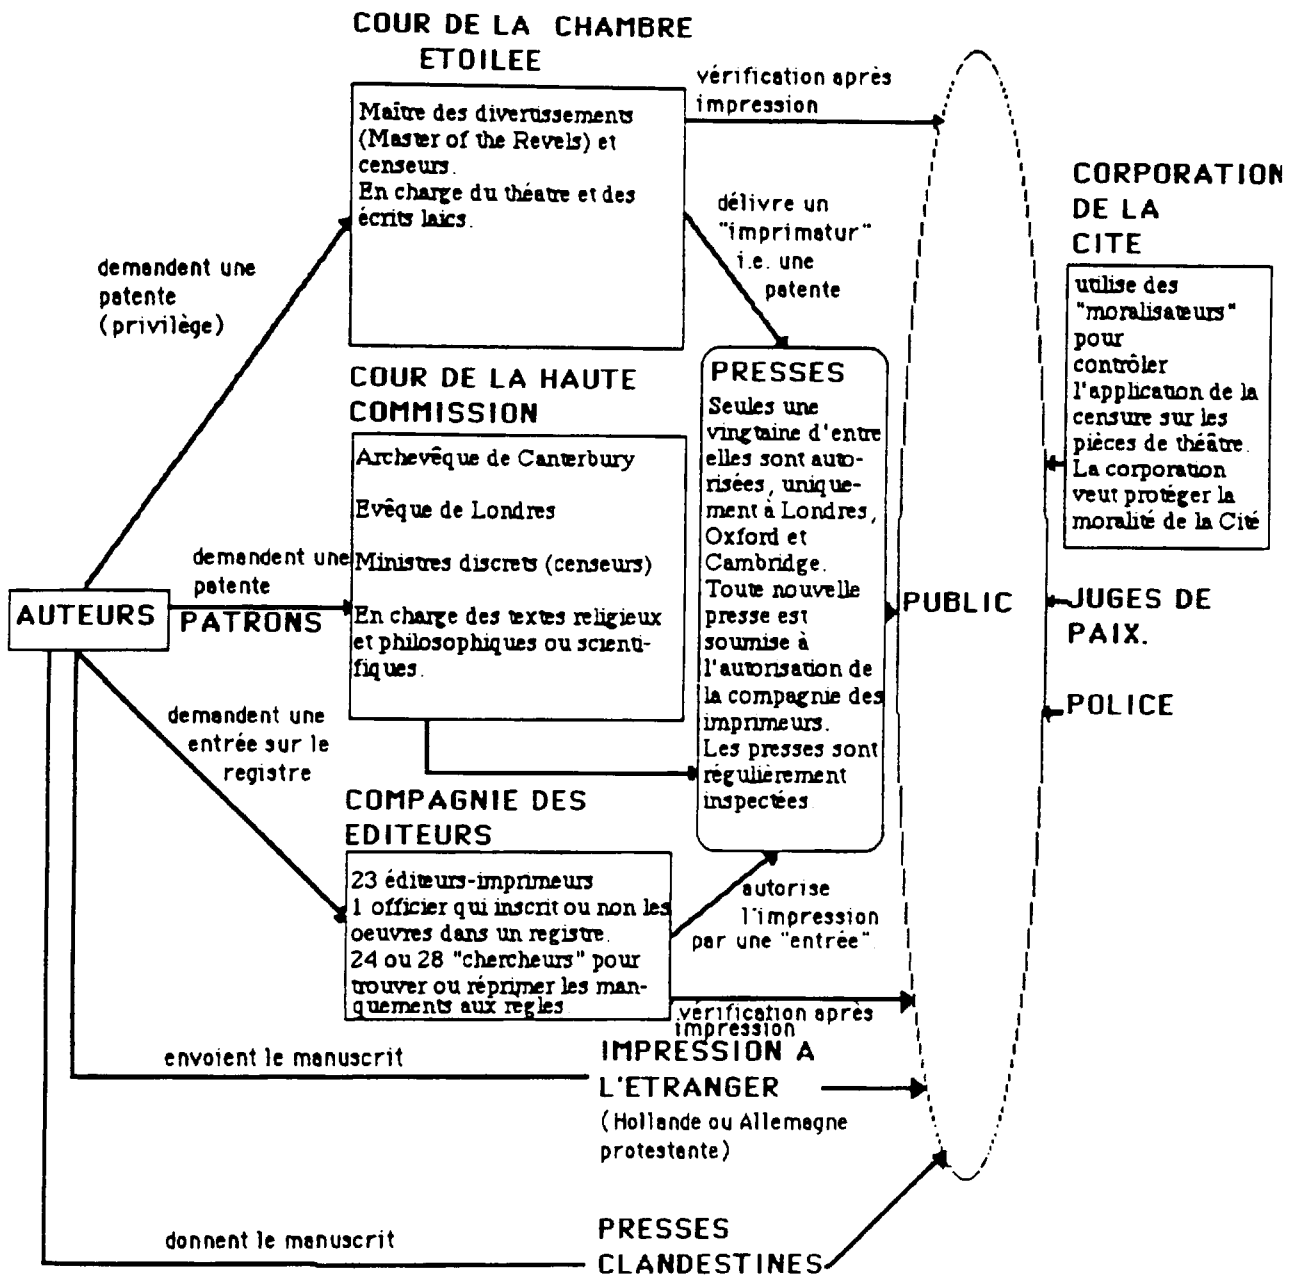 COUR DE LA CHAMBRE
ETOILEE
Maître des divertissements
(Master of the Revels) et
censeurs.
En charge du théatre et des
écrits laics.
vérification après
impression
délivre un
"imprimatur"
i.e. une
patente
demandent une
patente
(privilège)
COUR DE LA HAUTE
COMMISSION
Archevêque de Canterbury
Evêque de Londres
Ministres discrets (censeurs)
En charge des textes religieux
et philosophiques ou scienti-
fiques.
demandent une
patente
AUTEURS
PATRONS
demandent une
entrée sur le
registre
COMPAGNIE DES
EDITEURS
23 éditeurs-imprimeurs
1 officier qui inscrit ou non les
oeuvres dans un registre.
24 ou 28 "chercheurs" pour
trouver ou réprimer les man-
quements aux règles
PRESSES
Seules une
vingtaine d'entre
elles sont auto-
risées, unique-
ment à Londres,
Oxford et
Cambridge.
Toute nouvelle
presse est
soumise à
l'autorisation de
la compagnie des
imprimeurs.
Les presses sont
régulièrement
inspectées
autorise
l'impression
par une "entrée".
vérification après
impression
PUBLIC
CORPORATION
DE LA
CITE
utilise des
"moralisateurs"
pour
contrôler
l'application de la
censure sur les
pièces de théâtre.
La corporation
veut protéger la
moralité de la Cité
JUGES DE
PAIX.
POLICE
envoient le manuscrit
IMPRESSION A
L'ETRANGER
(Hollande ou Allemagne
protestante)
donnent le manuscrit
PRESSES
CLANDESTINES